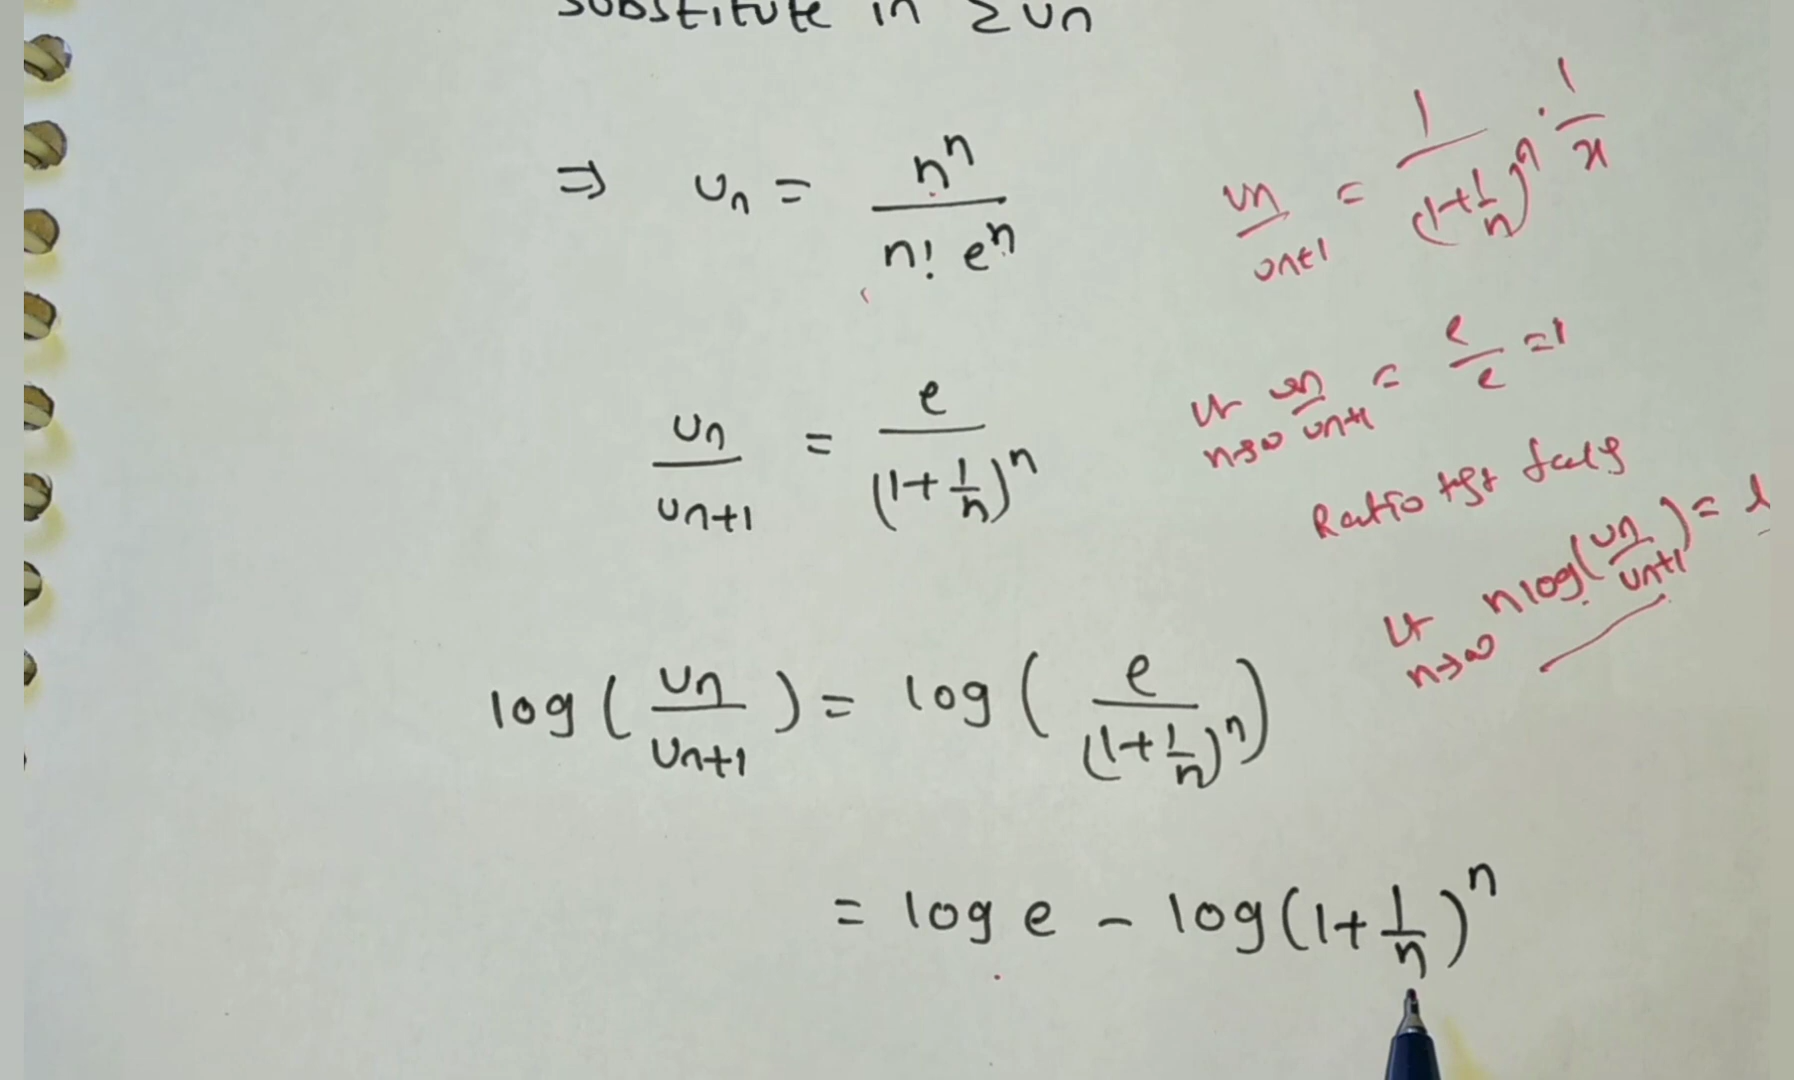 substitute in Σun
⇒ un = n^n / n! e^n
un / un+1 = e / (1+1/n)^n
log(un / un+1) = log(e / (1+1/n)^n)
= log e - log(1+1/n)^n
un / un+1 = 1 / (1+1/n)^n · 1/x
lt n→∞ un / un+1 = e/e = 1
Ratio test fails
lt n→∞ n log(un / un+1) = l